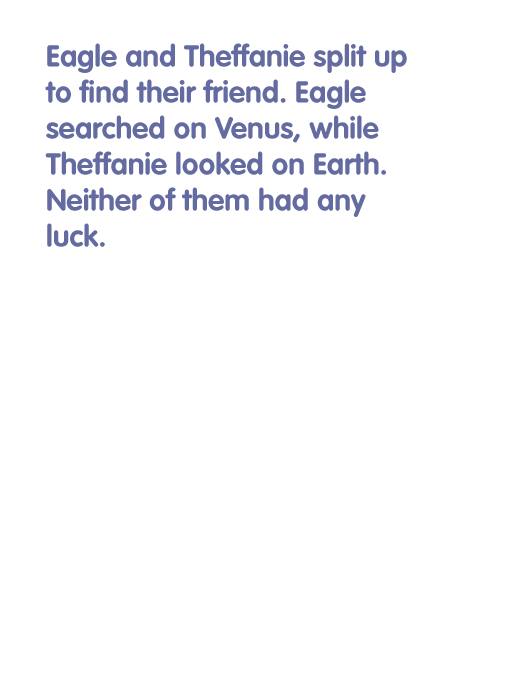 Eagle and Theffanie split up
to find their friend. Eagle
searched on Venus, while
Theffanie looked on Earth.
Neither of them had any
luck.